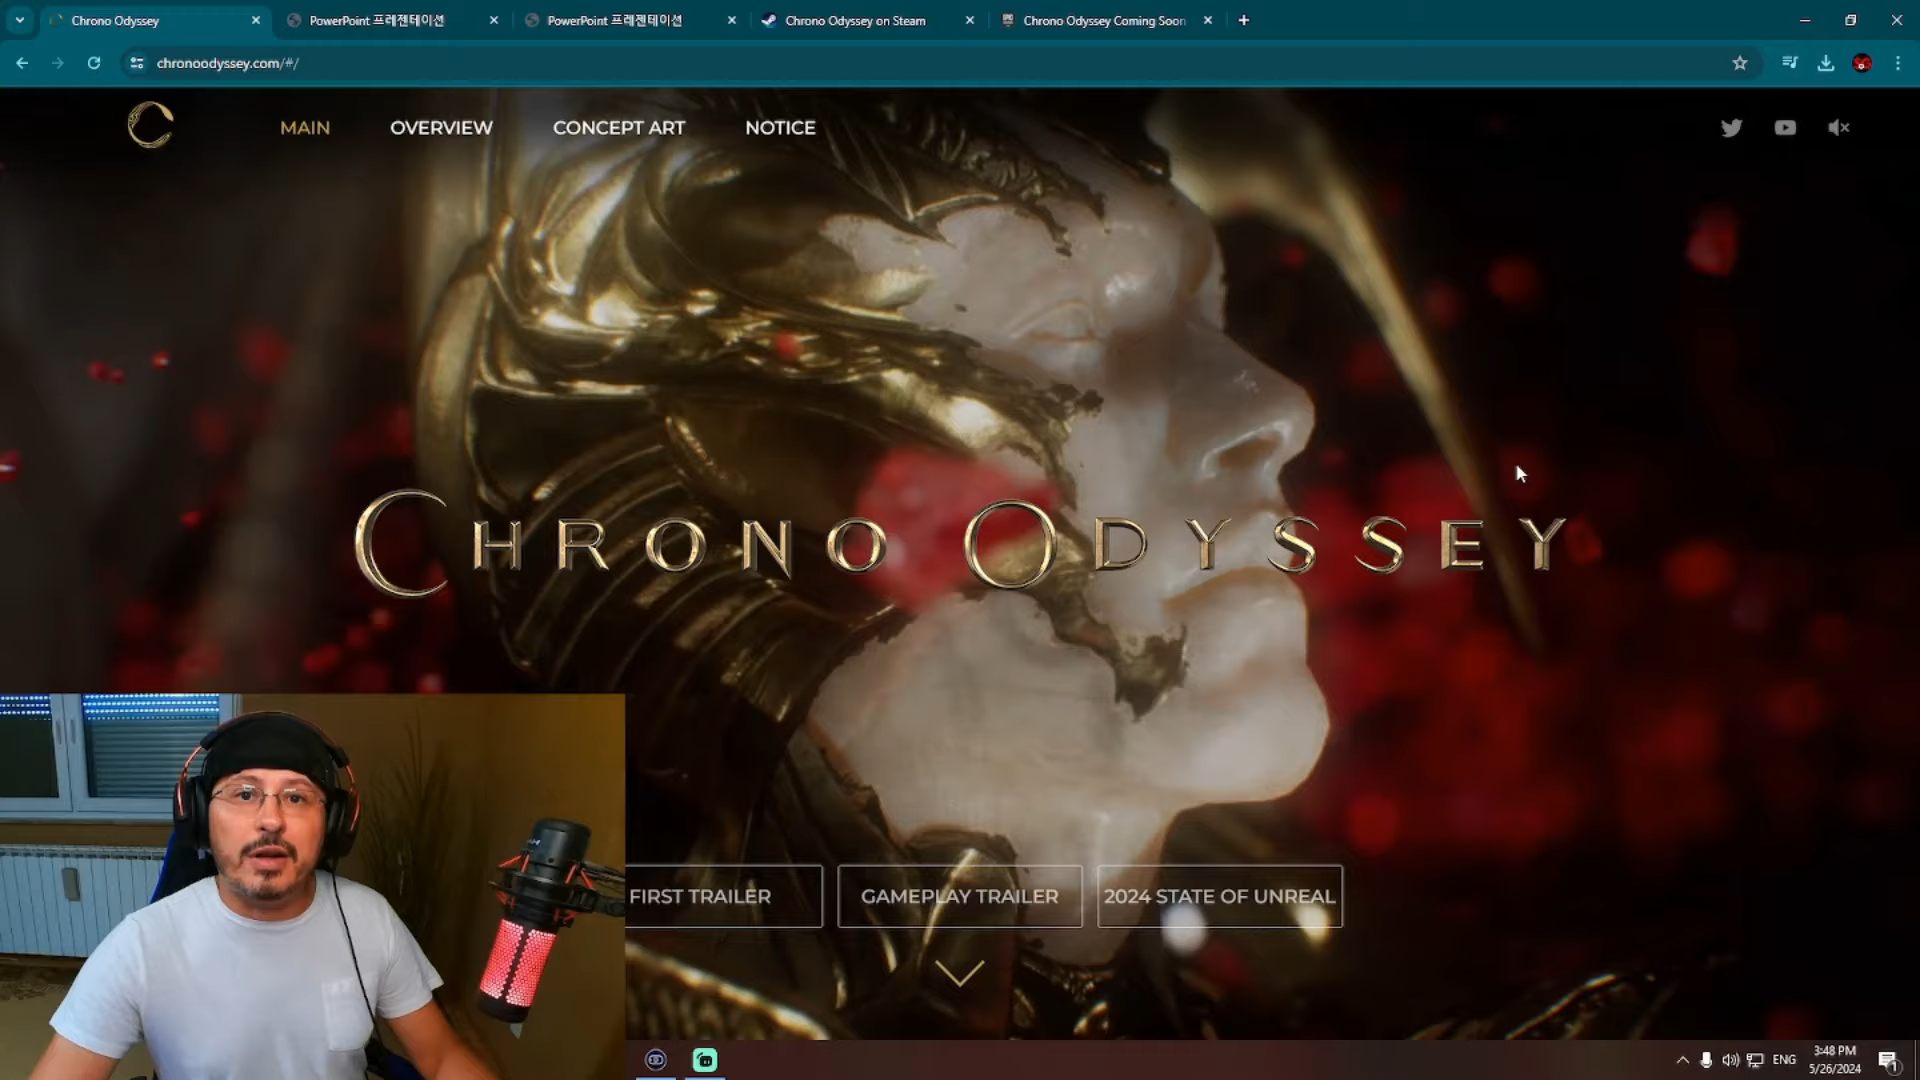 Chrono Odyssey
PowerPoint 프레젠테이션
PowerPoint 프레젠테이션
Chrono Odyssey on Steam
Chrono Odyssey Coming Soon
chronoodyssey.com/#/
MAIN
OVERVIEW
CONCEPT ART
NOTICE
CHRONO ODYSSEY
FIRST TRAILER
GAMEPLAY TRAILER
2024 STATE OF UNREAL
ENG
3:48 PM
5/26/2024
1